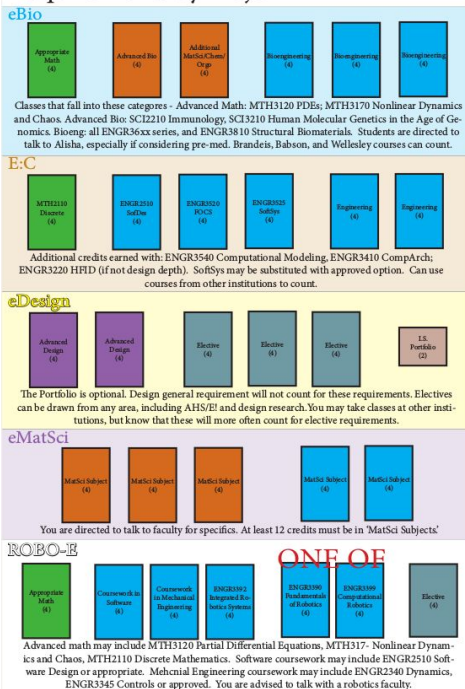 eBio
Appropriate
Math
(4)
Advanced Bio
(4)
Additional
MatSci/Chem/
Orgo
(4)
Bioengineering
(4)
Bioengineering
(4)
Bioengineering
(4)
Classes that fall into these categores - Advanced Math: MTH3120 PDEs; MTH3170 Nonlinear Dynamics
and Chaos. Advanced Bio: SCI2210 Immunology, SCI3210 Human Molecular Genetics in the Age of Ge-
nomics. Bioeng: all ENGR36xx series, and ENGR3810 Structural Biomaterials. Students are directed to
talk to Alisha, especially if considering pre-med. Brandeis, Babson, and Wellesley courses can count.
E:C
MTH2110
Discrete
(4)
ENGR2510
SofDes
(4)
ENGR3520
FOCS
(4)
ENGR3525
SoftSys
(4)
Engineering
(4)
Engineering
(4)
Additional credits earned with: ENGR3540 Computational Modeling, ENGR3410 CompArch;
ENGR3220 HFID (if not design depth). SoftSys may be substituted with approved option. Can use
courses from other institutions to count.
eDesign
Advanced
Design
(4)
Advanced
Design
(4)
Elective
(4)
Elective
(4)
Elective
(4)
I.S.
Portfolio
(2)
The Portfolio is optional. Design general requirement will not count for these requirements. Electives
can be drawn from any area, including AHS/E! and design research.You may take classes at other insti-
tutions, but know that these will more often count for elective requirements.
eMatSci
MatSci Subject
(4)
MatSci Subject
(4)
MatSci Subject
(4)
MatSci Subject
(4)
MatSci Subject
(4)
You are directed to talk to faculty for specifics. At least 12 credits must be in 'MatSci Subjects.'
ROBO-E
ONE OF
Appropriate
Math
(4)
Coursework in
Software
(4)
Coursework
in Mechanical
Engineering
(4)
ENGR3392
Integrated Ro-
botics Systems
(4)
ENGR3390
Fundamentals
of Robotics
(4)
ENGR3399
Computational
Robotics
(4)
Elective
(4)
Advanced math may include MTH3120 Partial Differential Equations, MTH317- Nonlinear Dynam-
ics and Chaos, MTH2110 Discrete Mathematics. Software coursework may include ENGR2510 Soft-
ware Design or appropriate. Mehcnial Engineering coursework may include ENGR2340 Dynamics,
ENGR3345 Controls or approved. You are advised to talk with a robotics faculty.